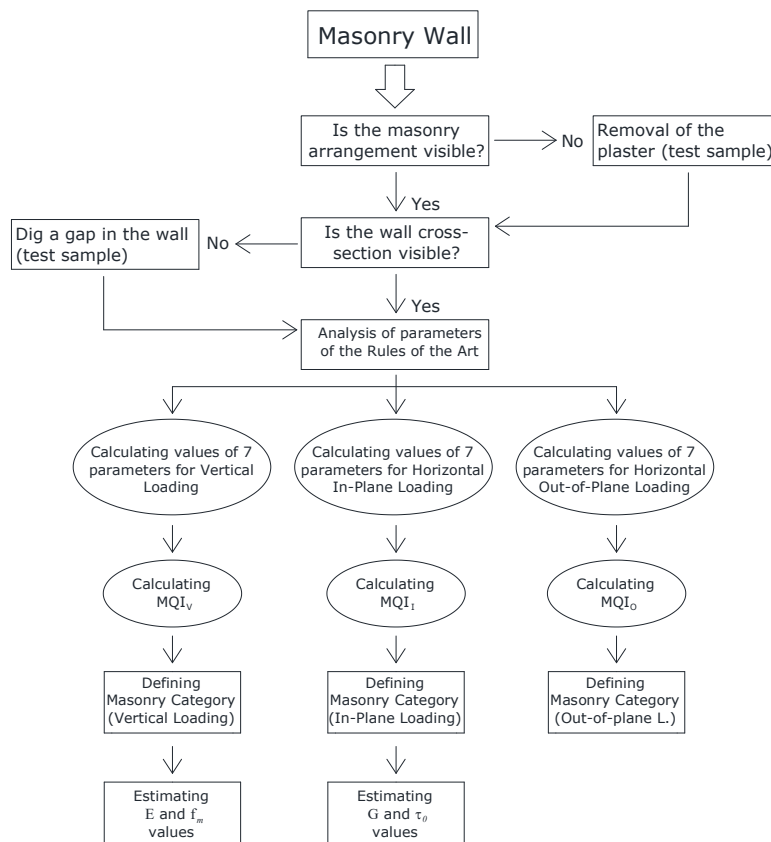 Masonry Wall
Is the masonry
arrangement visible?
No
Removal of the
plaster (test sample)
Yes
Dig a gap in the wall
(test sample)
No
Is the wall cross-
section visible?
Yes
Analysis of parameters
of the Rules of the Art
Calculating values of 7
parameters for Vertical
Loading
Calculating values of 7
parameters for Horizontal
In-Plane Loading
Calculating values of 7
parameters for Horizontal
Out-of-Plane Loading
Calculating
MQIV
Calculating
MQII
Calculating
MQIO
Defining
Masonry Category
(Vertical Loading)
Defining
Masonry Category
(In-Plane Loading)
Defining
Masonry Category
(Out-of-plane L.)
Estimating
E and fm
values
Estimating
G and τ0
values